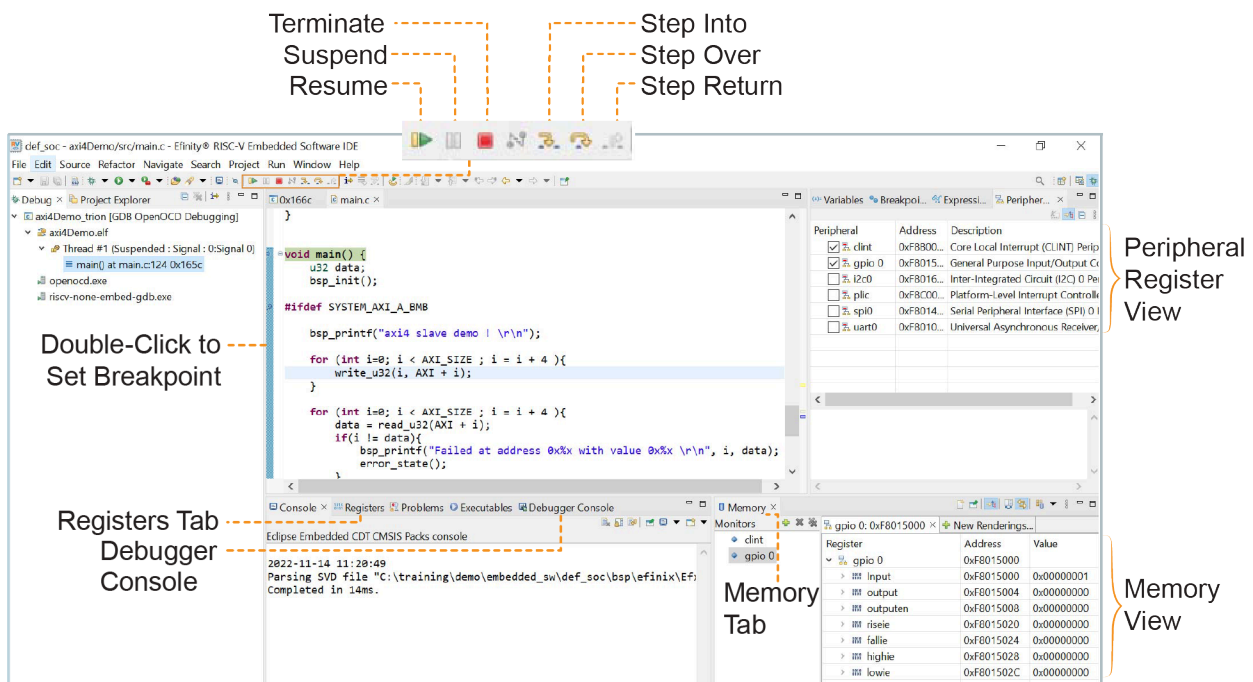 Terminate
Suspend
Resume
Step Into
Step Over
Step Return
def_soc - axi4Demo/src/main.c - Efinity® RISC-V Embedded Software IDE
File Edit Source Refactor Navigate Search Project Run Window Help
Debug Project Explorer
axi4Demo_trion [GDB OpenOCD Debugging]
axi4Demo.elf
Thread #1 (Suspended : Signal : 0:Signal 0)
main() at main.c:124 0x165c
openocd.exe
riscv-none-embed-gdb.exe
Double-Click to
Set Breakpoint
0x166c main.c
}
void main() {
u32 data;
bsp_init();
#ifdef SYSTEM_AXI_A_BMB
bsp_printf("axi4 slave demo ! \r\n");
for (int i=0; i < AXI_SIZE ; i = i + 4 ){
write_u32(i, AXI + i);
}
for (int i=0; i < AXI_SIZE ; i = i + 4 ){
data = read_u32(AXI + i);
if(i != data){
bsp_printf("Failed at address 0x%x with value 0x%x \r\n", i, data);
error_state();
}
Variables Breakpoi... Expressi... Peripher...
Peripheral Address Description
clint 0xF8B00... Core Local Interrupt (CLINT) Perip
gpio 0 0xF8015... General Purpose Input/Output Co
i2c0 0xF8016... Inter-Integrated Circuit (I2C) 0 Pe
plic 0xF8C00... Platform-Level Interrupt Controlle
spi0 0xF8014... Serial Peripheral Interface (SPI) 0 I
uart0 0xF8010... Universal Asynchronous Receiver,
Peripheral
Register
View
Registers Tab
Debugger
Console
Console Registers Problems Executables Debugger Console
Eclipse Embedded CDT CMSIS Packs console
2022-11-14 11:20:49
Parsing SVD file "C:\training\demo\embedded_sw\def_soc\bsp\efinix\Ef
Completed in 14ms.
Memory
Monitors
clint
gpio 0
Memory
Tab
gpio 0: 0xF8015000 New Renderings...
Register Address Value
gpio 0 0xF8015000
Input 0xF8015000 0x00000001
output 0xF8015004 0x00000000
outputen 0xF8015008 0x00000000
riseie 0xF8015020 0x00000000
fallie 0xF8015024 0x00000000
highie 0xF8015028 0x00000000
lowie 0xF801502C 0x00000000
Memory
View